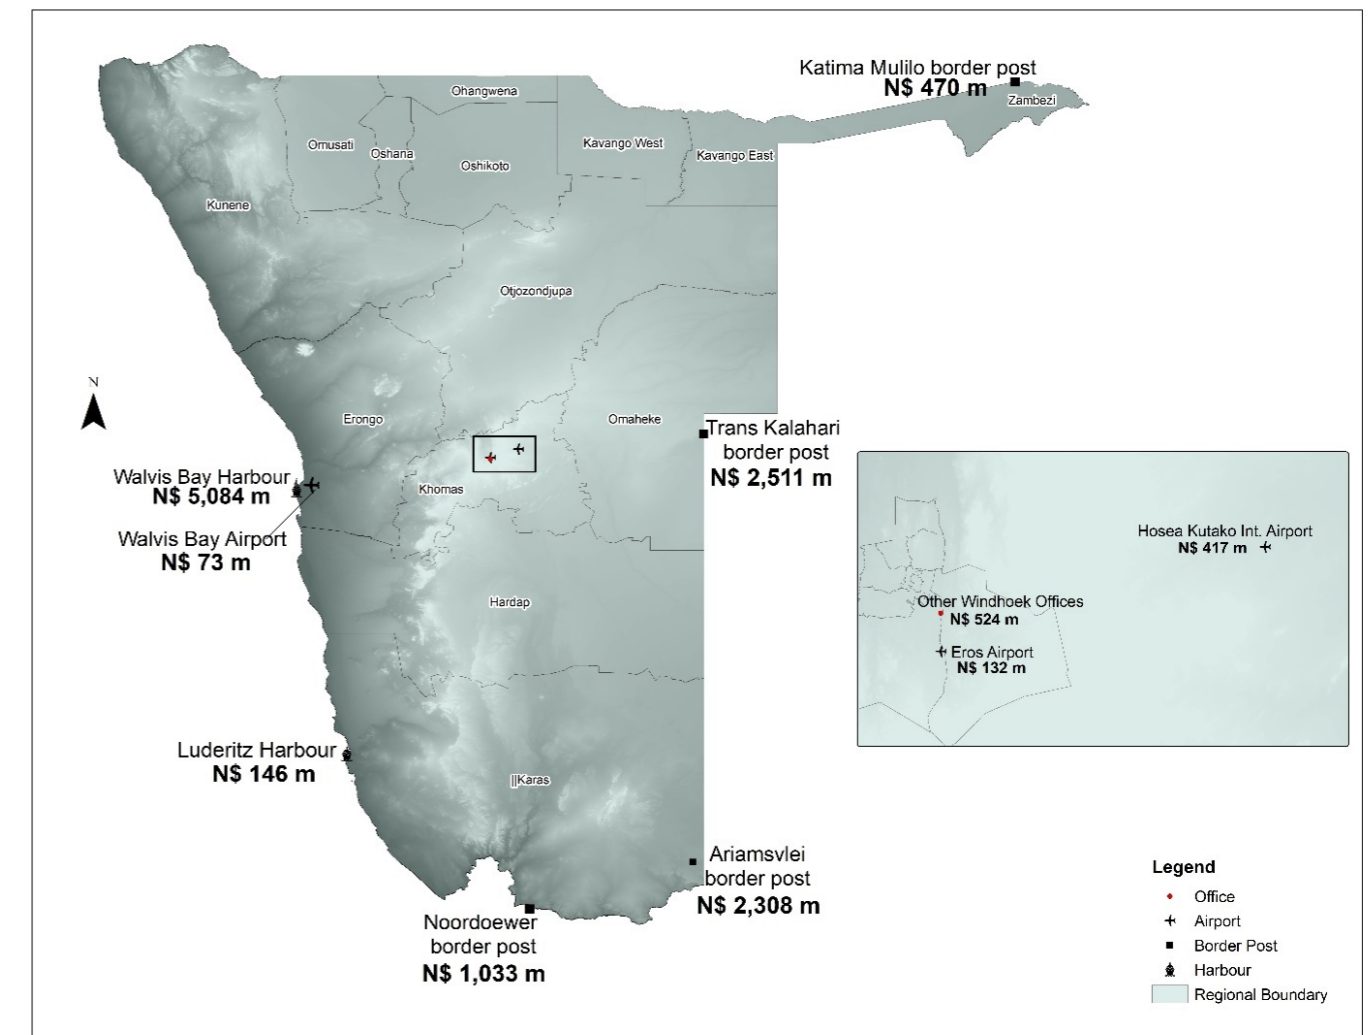 Katima Mulilo border post
N$ 470 m
Zambezi
Ohangwena
Omusati
Oshana
Oshikoto
Kavango West
Kavango East
Kunene
Otjozondjupa
N
Erongo
Omaheke
Trans Kalahari
border post
N$ 2,511 m
Walvis Bay Harbour
N$ 5,084 m
Khomas
Walvis Bay Airport
N$ 73 m
Hosea Kutako Int. Airport
N$ 417 m
Other Windhoek Offices
N$ 524 m
Eros Airport
N$ 132 m
Hardap
Luderitz Harbour
N$ 146 m
||Karas
Ariamsvlei
border post
N$ 2,308 m
Noordoewer
border post
N$ 1,033 m
Legend
Office
Airport
Border Post
Harbour
Regional Boundary